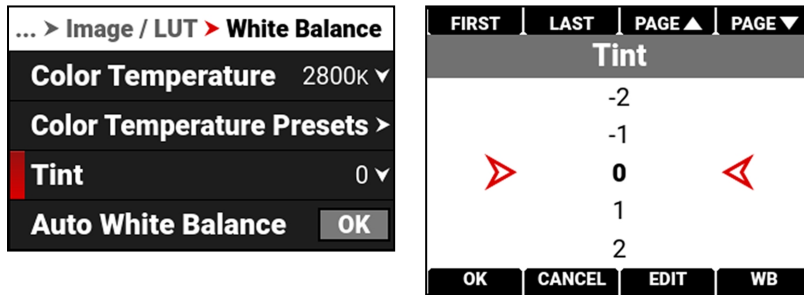 ... > Image / LUT > White Balance
Color Temperature 2800K
Color Temperature Presets >
Tint 0
Auto White Balance OK
FIRST LAST PAGE▲ PAGE▼
Tint
-2
-1
0
1
2
OK CANCEL EDIT WB